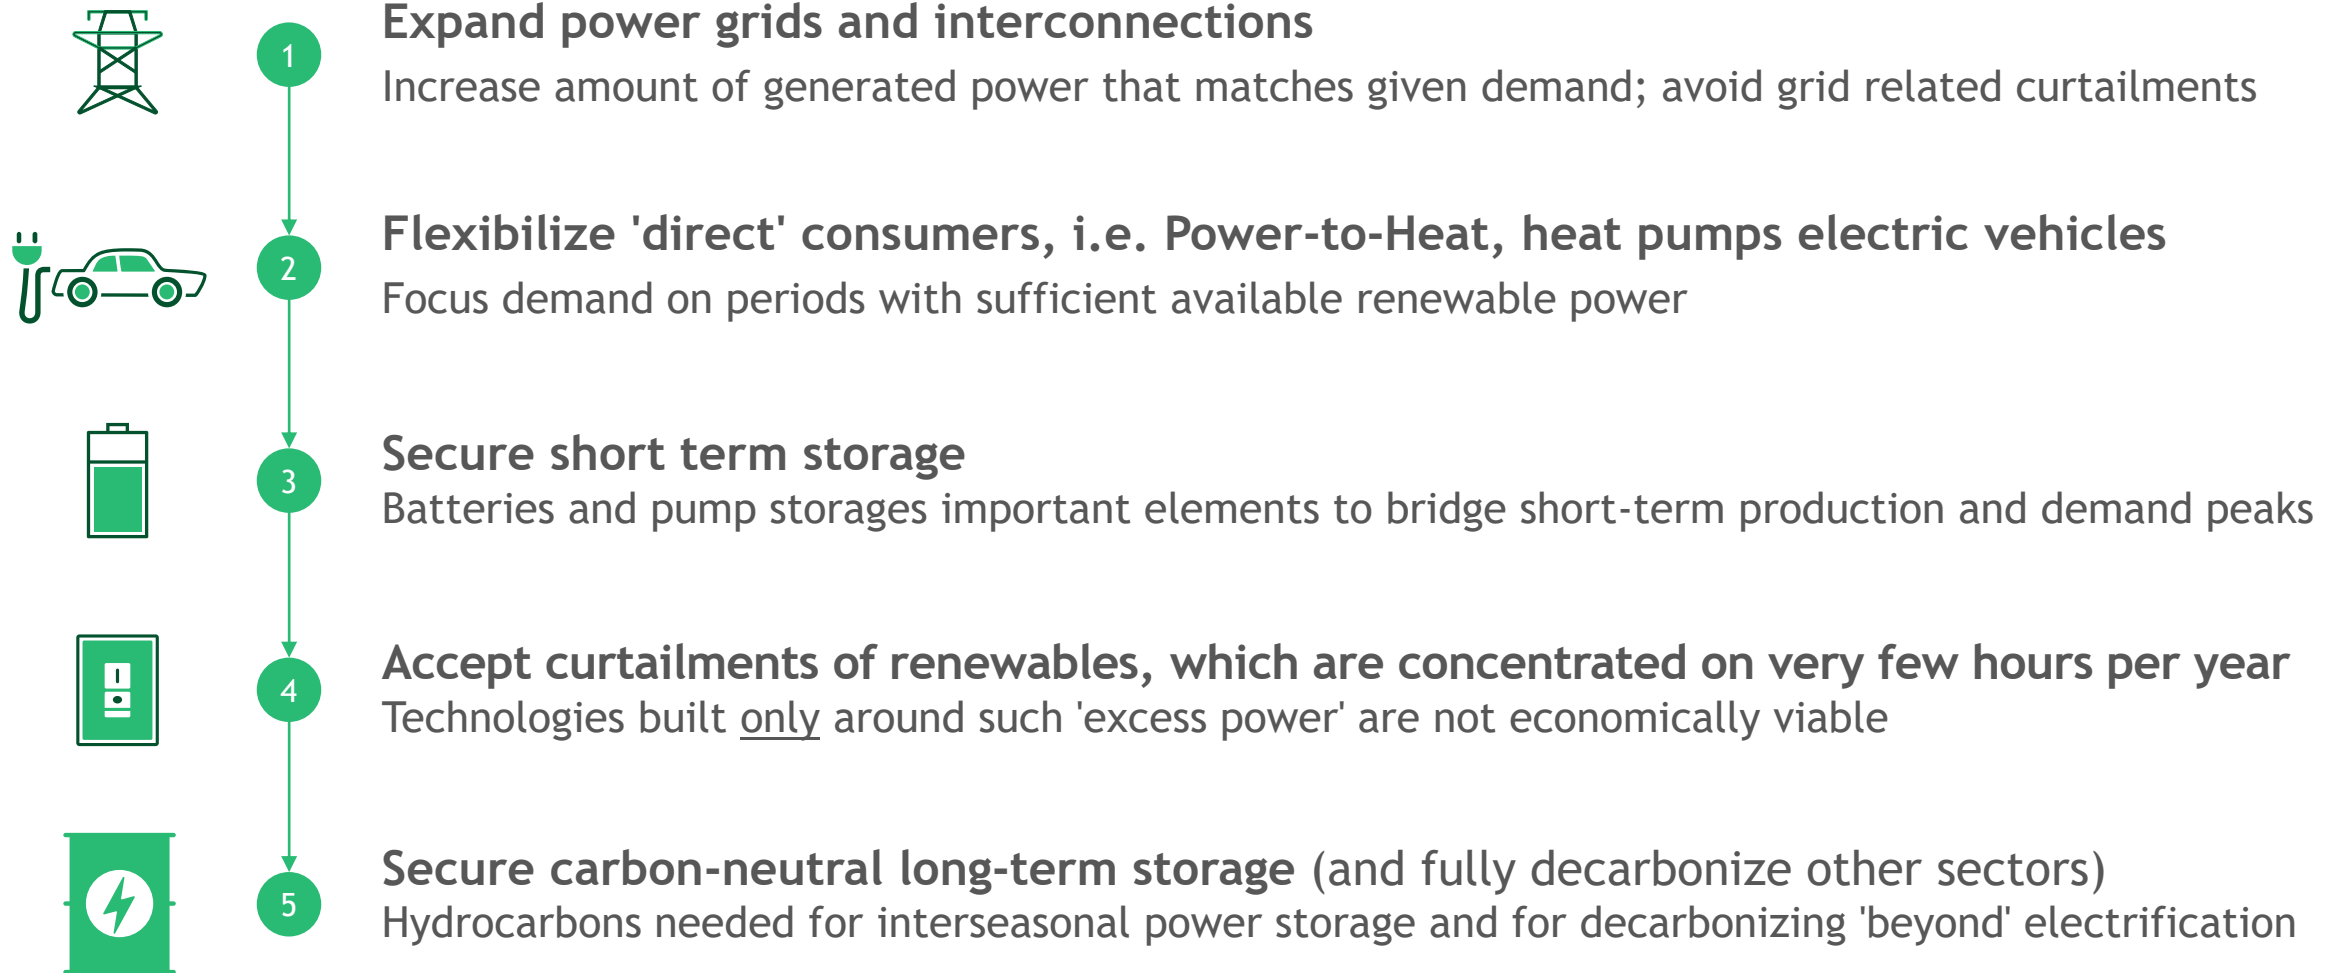 1
Expand power grids and interconnections
Increase amount of generated power that matches given demand; avoid grid related curtailments
2
Flexibilize 'direct' consumers, i.e. Power-to-Heat, heat pumps electric vehicles
Focus demand on periods with sufficient available renewable power
3
Secure short term storage
Batteries and pump storages important elements to bridge short-term production and demand peaks
4
Accept curtailments of renewables, which are concentrated on very few hours per year
Technologies built only around such 'excess power' are not economically viable
5
Secure carbon-neutral long-term storage (and fully decarbonize other sectors)
Hydrocarbons needed for interseasonal power storage and for decarbonizing 'beyond' electrification